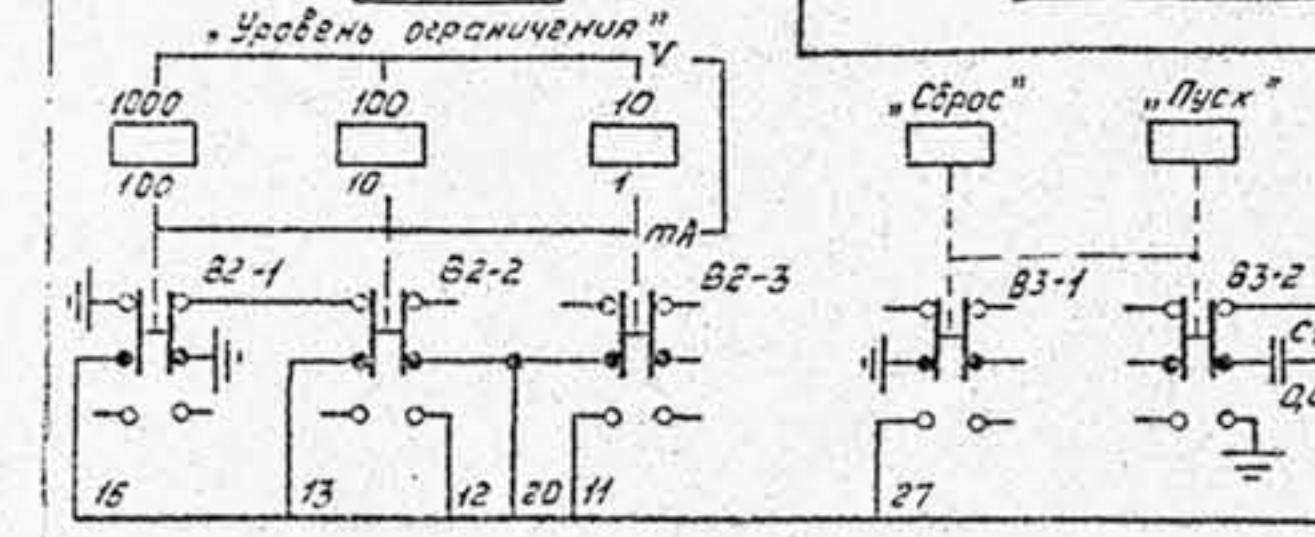 „Уровень ограничения"
V
1000 100 10
„Сброс" „Пуск"
100 10 1
mA
В2-1 В2-2 В2-3 В3-1 В3-2
16 13 12 20 11 27